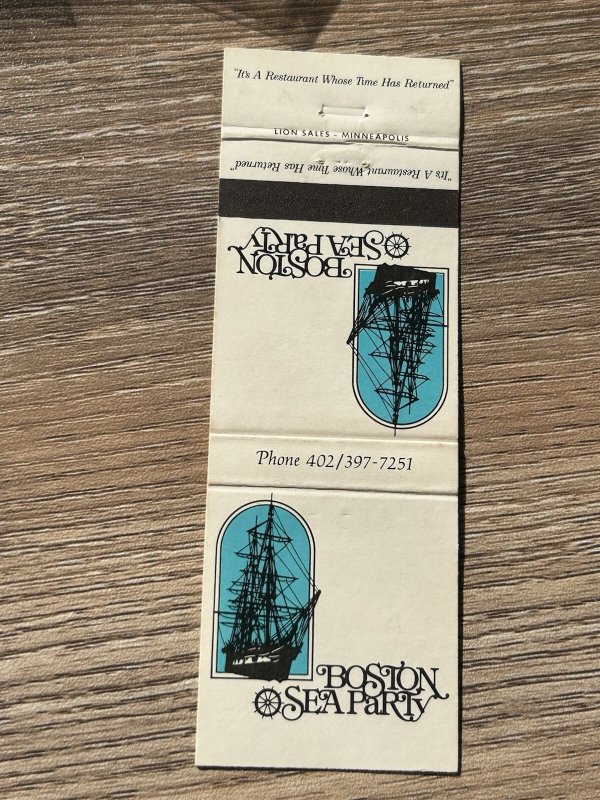 "It's A Restaurant Whose Time Has Returned"
LION SALES - MINNEAPOLIS
"It's A Restaurant Whose Time Has Returned"
BOSTON
SEA PaRTY
Phone 402/397-7251
BOSTON
SEA PaRTY